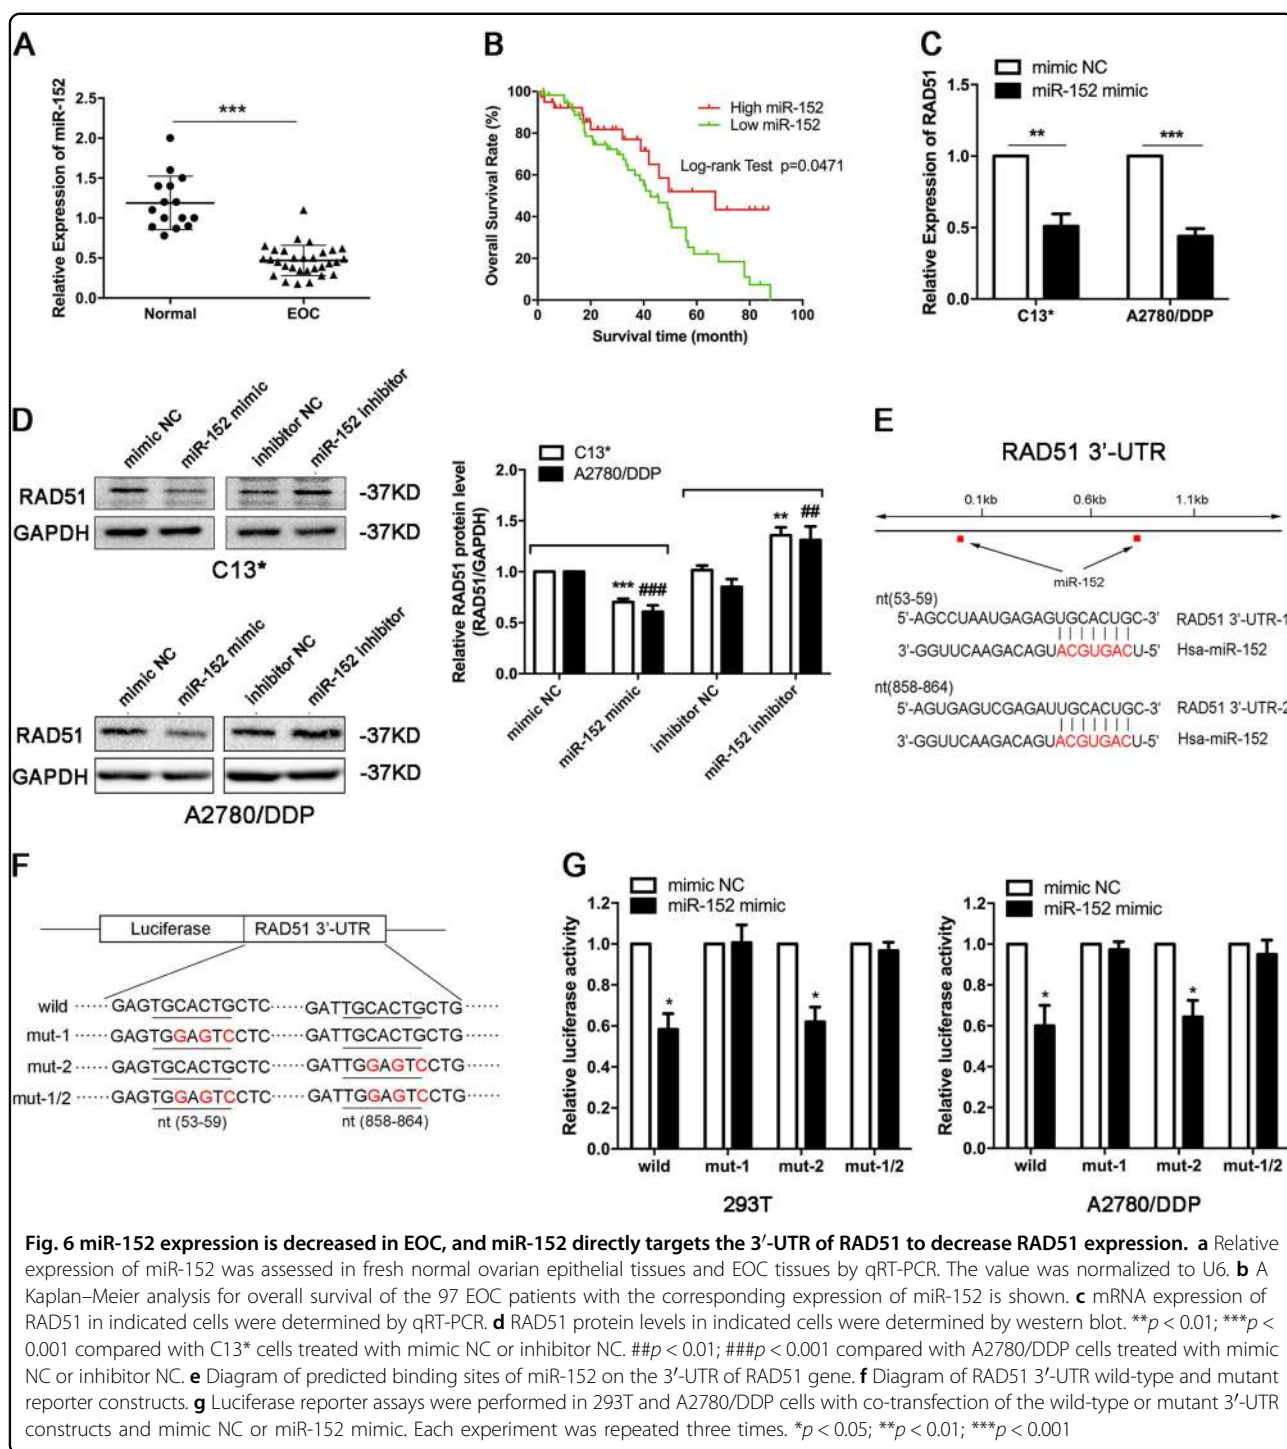 A
Relative Expression of miR-152
2.5
2.0
1.5
1.0
0.5
0.0
***
Normal
EOC
B
Overall Survival Rate (%)
100
80
60
40
20
0
High miR-152
Low miR-152
Log-rank Test p=0.0471
0 20 40 60 80 100
Survival time (month)
C
mimic NC
miR-152 mimic
Relative Expression of RAD51
1.5
1.0
0.5
0.0
**
***
C13*
A2780/DDP
D
mimic NC
miR-152 mimic
inhibitor NC
miR-152 inhibitor
RAD51
-37KD
GAPDH
-37KD
C13*
mimic NC
miR-152 mimic
inhibitor NC
miR-152 inhibitor
RAD51
-37KD
GAPDH
-37KD
A2780/DDP
C13*
A2780/DDP
Relative RAD51 protein level
(RAD51/GAPDH)
2.0
1.5
1.0
0.5
0.0
***
###
**
##
mimic NC
miR-152 mimic
inhibitor NC
miR-152 inhibitor
E
RAD51 3'-UTR
0.1kb 0.6kb 1.1kb
miR-152
nt(53-59)
5'-AGCCUAAUGAGAGUGCACUGC-3' RAD51 3'-UTR-1
3'-GGUUCAAGACAGUACGUGACU-5' Hsa-miR-152
nt(858-864)
5'-AGUGAGUCGAGAUUGCACUGC-3' RAD51 3'-UTR-2
3'-GGUUCAAGACAGUACGUGACU-5' Hsa-miR-152
F
Luciferase RAD51 3'-UTR
wild ······ GAGTGCACTGCTC ······ GATTGCACTGCTG ······
mut-1 ······ GAGTGGAGTCCTC ······ GATTGCACTGCTG ······
mut-2 ······ GAGTGCACTGCTC ······ GATTGGAGTCCTG ······
mut-1/2 ······ GAGTGGAGTCCTC ······ GATTGGAGTCCTG ······
nt (53-59) nt (858-864)
G
mimic NC
miR-152 mimic
Relative luciferase activity
1.2
1.0
0.8
0.6
0.4
0.2
0.0
*
*
wild mut-1 mut-2 mut-1/2
293T
mimic NC
miR-152 mimic
Relative luciferase activity
1.2
1.0
0.8
0.6
0.4
0.2
0.0
*
*
wild mut-1 mut-2 mut-1/2
A2780/DDP
Fig. 6 miR-152 expression is decreased in EOC, and miR-152 directly targets the 3′-UTR of RAD51 to decrease RAD51 expression. a Relative
expression of miR-152 was assessed in fresh normal ovarian epithelial tissues and EOC tissues by qRT-PCR. The value was normalized to U6. b A
Kaplan–Meier analysis for overall survival of the 97 EOC patients with the corresponding expression of miR-152 is shown. c mRNA expression of
RAD51 in indicated cells were determined by qRT-PCR. d RAD51 protein levels in indicated cells were determined by western blot. **p < 0.01; ***p <
0.001 compared with C13* cells treated with mimic NC or inhibitor NC. ##p < 0.01; ###p < 0.001 compared with A2780/DDP cells treated with mimic
NC or inhibitor NC. e Diagram of predicted binding sites of miR-152 on the 3′-UTR of RAD51 gene. f Diagram of RAD51 3′-UTR wild-type and mutant
reporter constructs. g Luciferase reporter assays were performed in 293T and A2780/DDP cells with co-transfection of the wild-type or mutant 3′-UTR
constructs and mimic NC or miR-152 mimic. Each experiment was repeated three times. *p < 0.05; **p < 0.01; ***p < 0.001